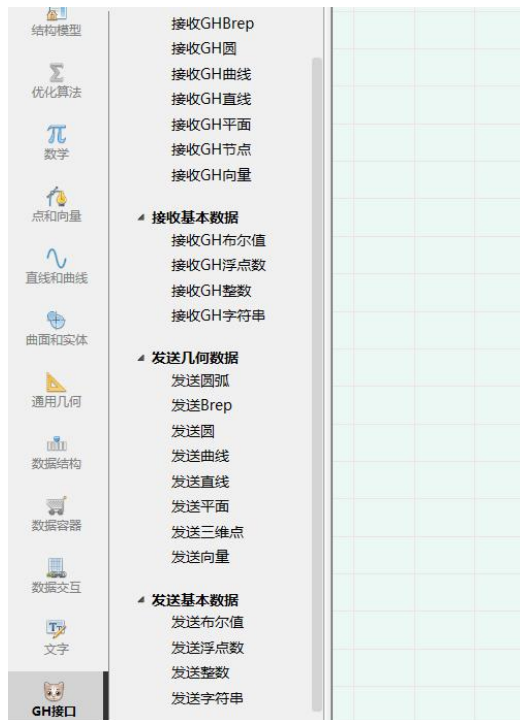 结构模型
优化算法
数学
点和向量
直线和曲线
曲面和实体
通用几何
数据结构
数据容器
数据交互
文字
GH接口
接收GHBrep
接收GH圆
接收GH曲线
接收GH直线
接收GH平面
接收GH节点
接收GH向量
接收基本数据
接收GH布尔值
接收GH浮点数
接收GH整数
接收GH字符串
发送几何数据
发送圆弧
发送Brep
发送圆
发送曲线
发送直线
发送平面
发送三维点
发送向量
发送基本数据
发送布尔值
发送浮点数
发送整数
发送字符串